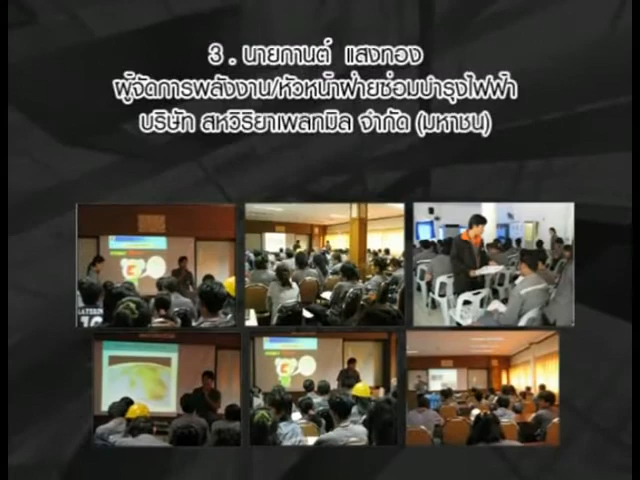 3 . นายกานต์ แสงทอง
ผู้จัดการพลังงาน/หัวหน้าฝ่ายซ่อมบำรุงไฟฟ้า
บริษัท สหวิริยาเพลทมิล จำกัด (มหาชน)